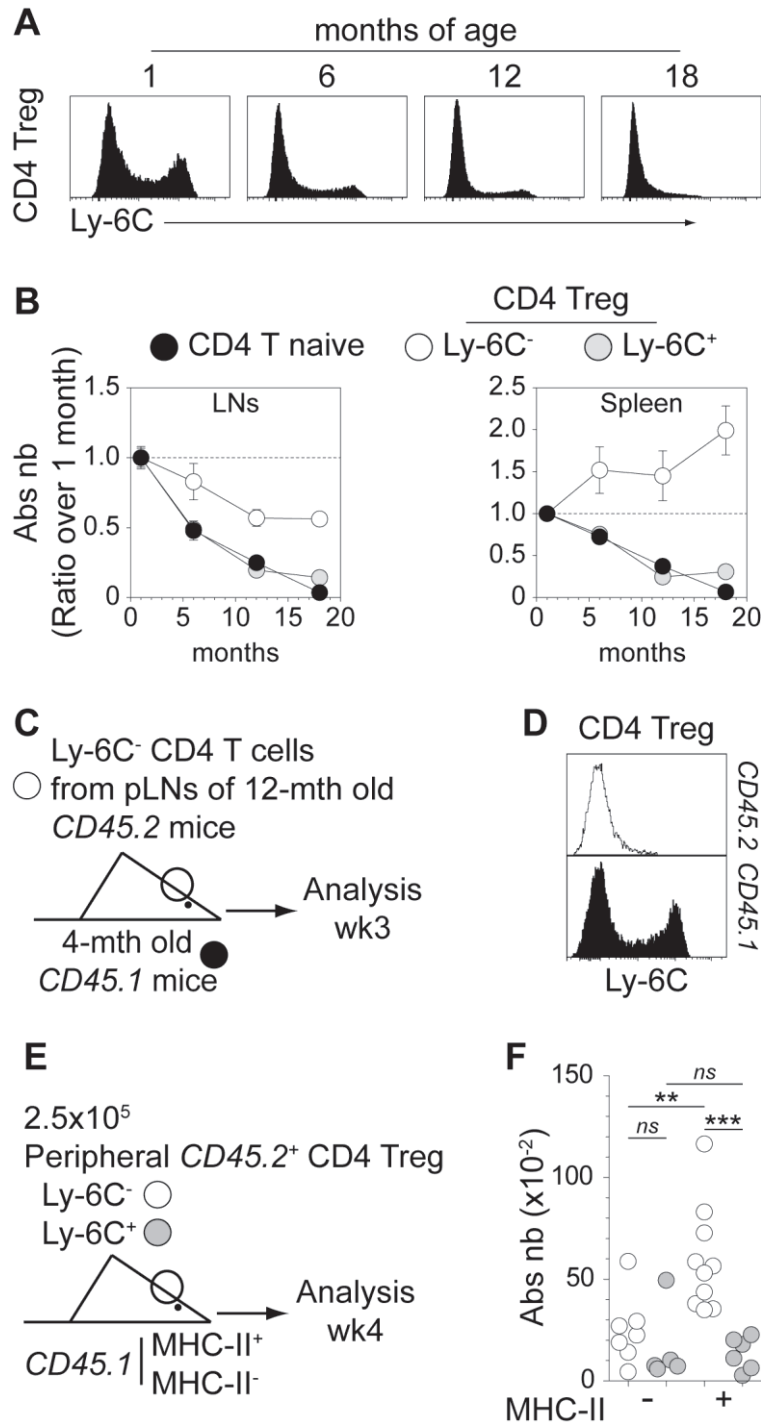 A
months of age
1 6 12 18
CD4 Treg
Ly-6C
B
CD4 Treg
CD4 T naive Ly-6C⁻ Ly-6C⁺
Abs nb
(Ratio over 1 month)
LNs
1.5
1.0
0.5
0
0 5 10 15 20
months
Spleen
2.5
2.0
1.5
1.0
0.5
0
0 5 10 15 20
months
C
Ly-6C⁻ CD4 T cells
from pLNs of 12-mth old
CD45.2 mice
4-mth old
CD45.1 mice
Analysis
wk3
D
CD4 Treg
CD45.2
CD45.1
Ly-6C
E
2.5x10⁵
Peripheral CD45.2⁺ CD4 Treg
Ly-6C⁻
Ly-6C⁺
CD45.1
MHC-II⁺
MHC-II⁻
Analysis
wk4
F
Abs nb (x10⁻²)
150
100
50
0
ns
**
ns ***
MHC-II - +